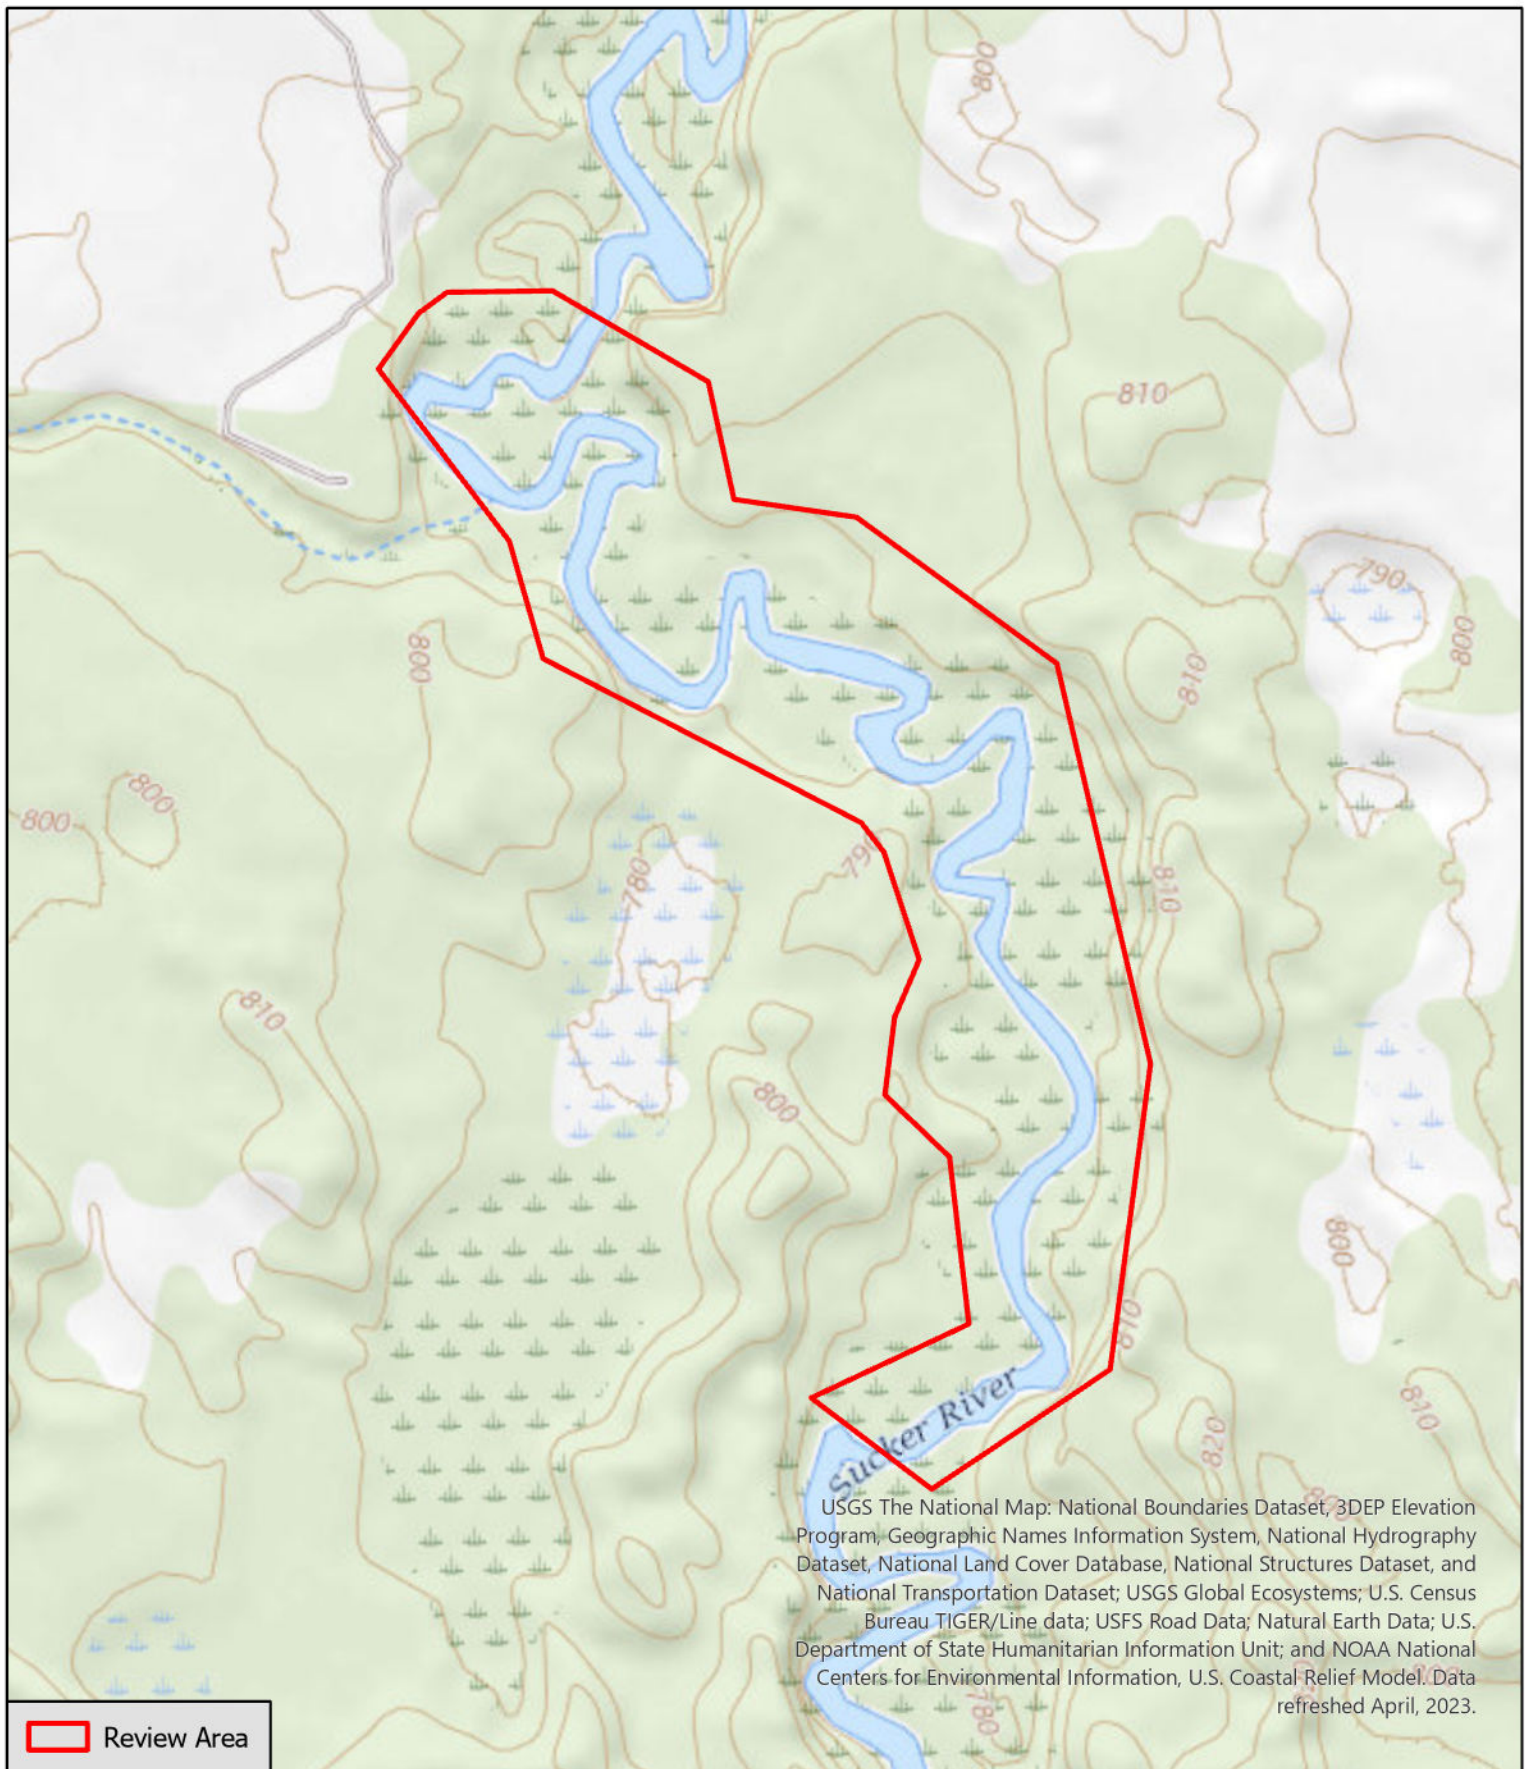 800
810
790
800
800
810
800
800
790
780
810
810
800
800
810
Sucker River
810
820
USGS The National Map: National Boundaries Dataset, 3DEP Elevation
Program, Geographic Names Information System, National Hydrography
Dataset, National Land Cover Database, National Structures Dataset, and
National Transportation Dataset; USGS Global Ecosystems; U.S. Census
Bureau TIGER/Line data; USFS Road Data; Natural Earth Data; U.S.
Department of State Humanitarian Information Unit; and NOAA National
Centers for Environmental Information, U.S. Coastal Relief Model. Data
refreshed April, 2023.
780
Review Area